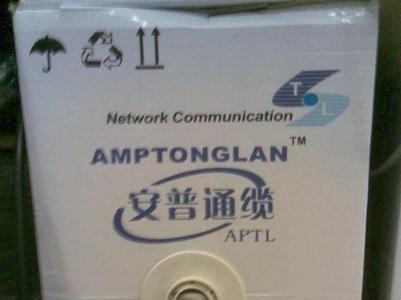 T
L
Network Communication
AMPTONGLAN™
安普通缆
APTL